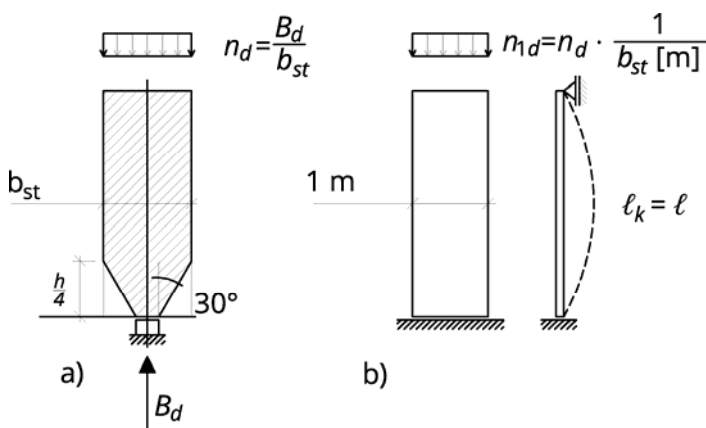 n_d = B_d / b_st
n_1d = n_d · 1 / b_st [m]
b_st
1 m
ℓ_k = ℓ
h/4
30°
a)
b)
B_d